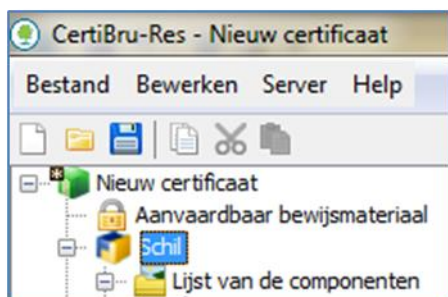 CertiBru-Res - Nieuw certificaat
Bestand Bewerken Server Help
Nieuw certificaat
Aanvaardbaar bewijsmateriaal
Schil
Lijst van de componenten